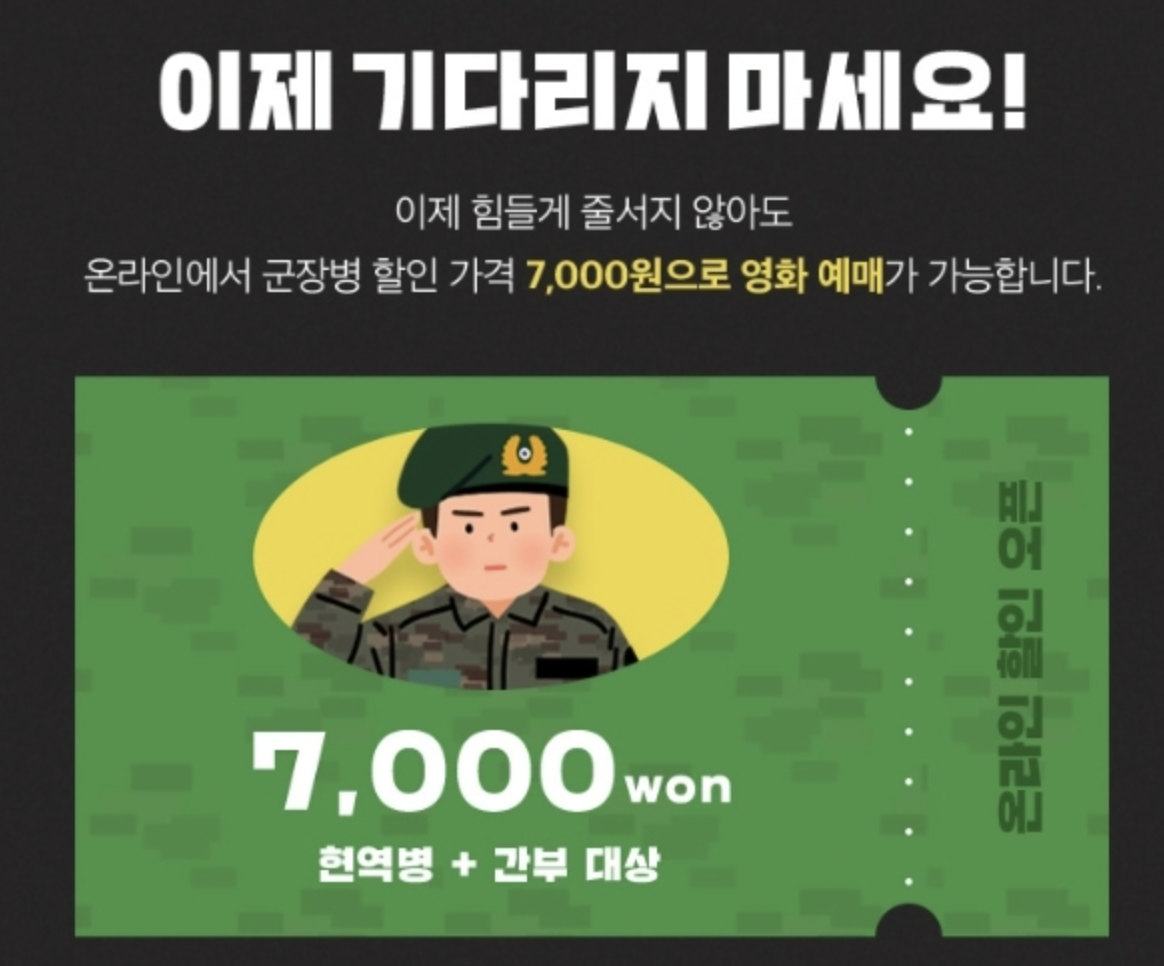 이제 기다리지 마세요!
이제 힘들게 줄서지 않아도
온라인에서 군장병 할인 가격 7,000원으로 영화 예매가 가능합니다.
7,000won
현역병 + 간부 대상
온라인 할인 쿠폰